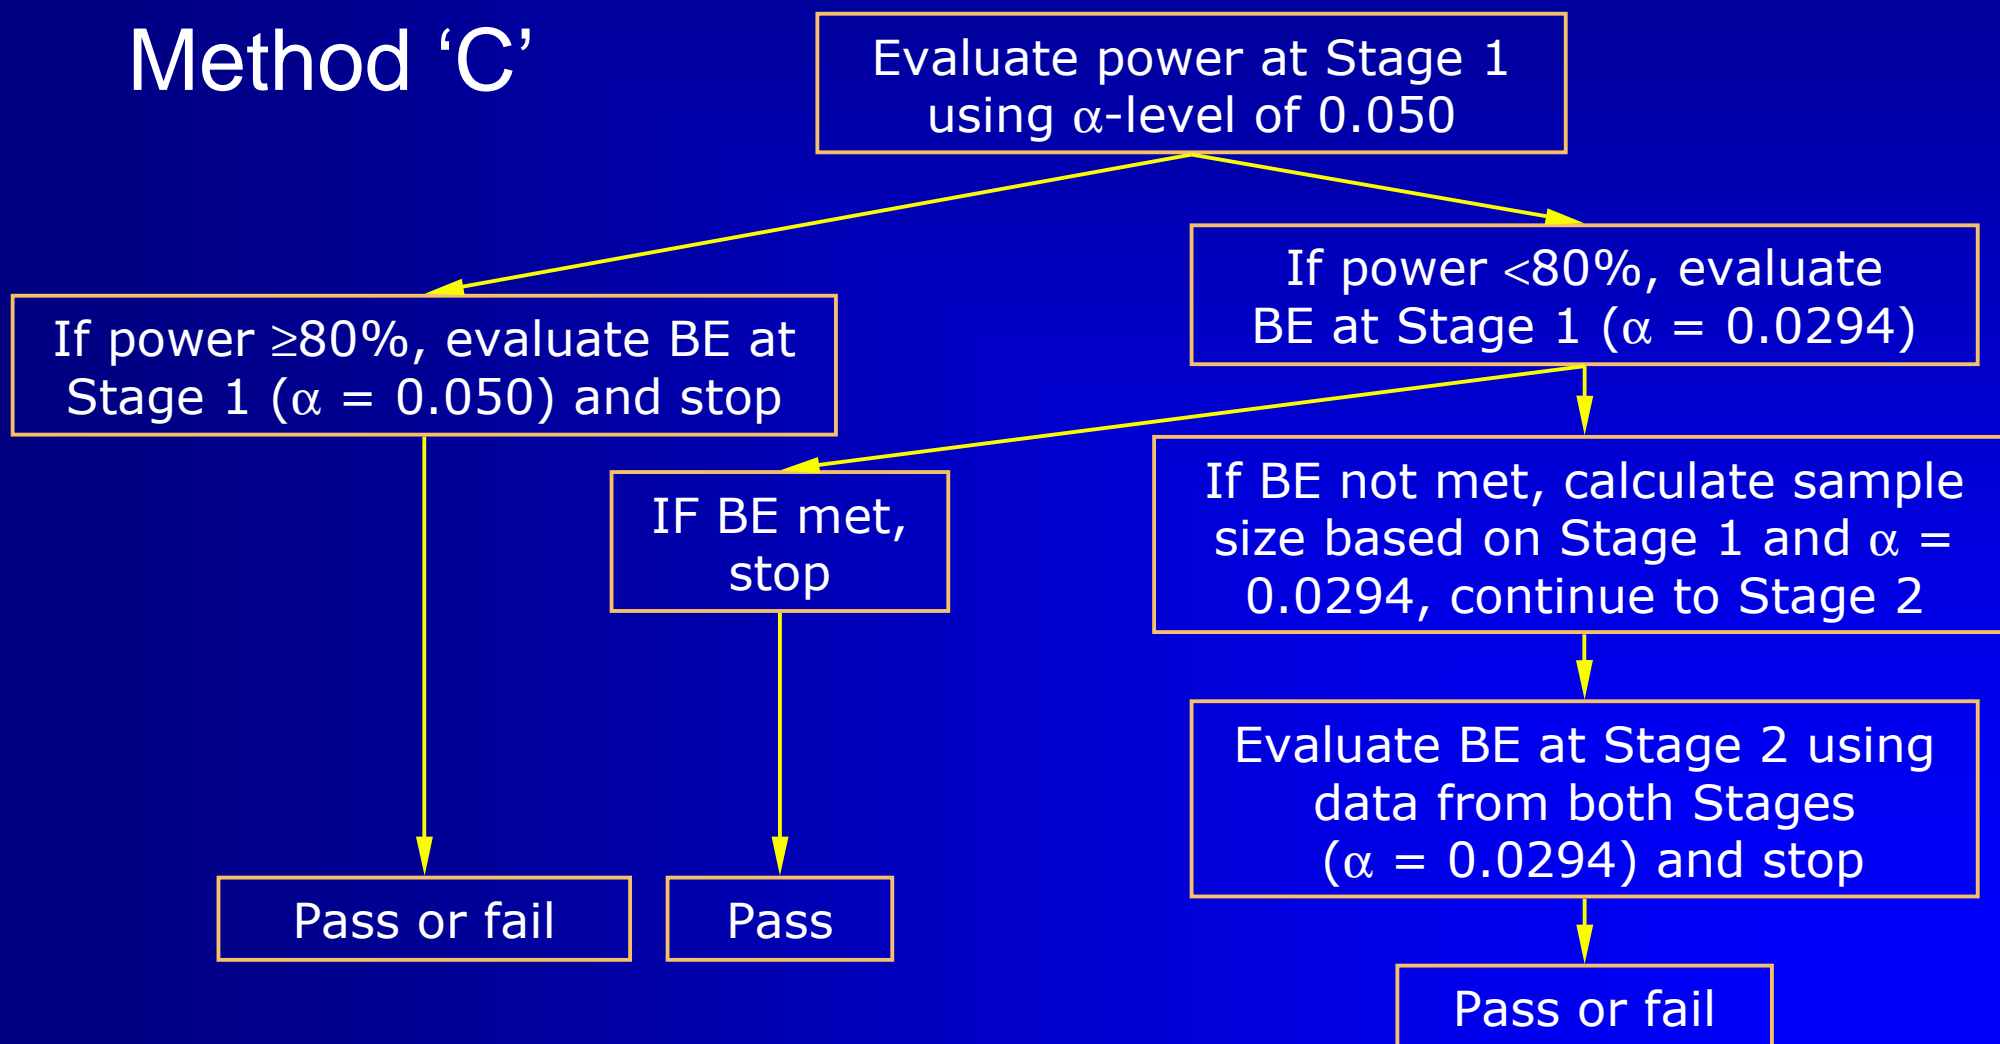 Method ‘C’
Evaluate power at Stage 1
using α-level of 0.050
If power <80%, evaluate
BE at Stage 1 (α = 0.0294)
If power ≥80%, evaluate BE at
Stage 1 (α = 0.050) and stop
IF BE met,
stop
If BE not met, calculate sample
size based on Stage 1 and α =
0.0294, continue to Stage 2
Evaluate BE at Stage 2 using
data from both Stages
(α = 0.0294) and stop
Pass or fail
Pass
Pass or fail